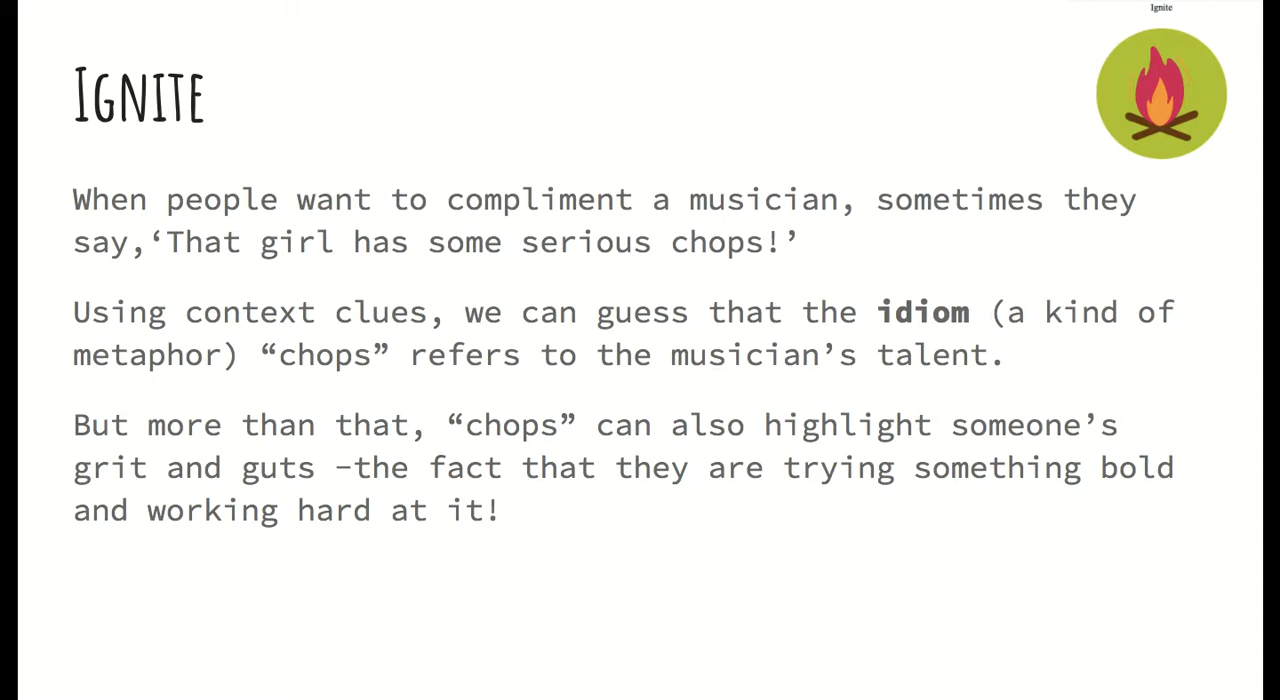 Ignite
Ignite
When people want to compliment a musician, sometimes they
say,‘That girl has some serious chops!’
Using context clues, we can guess that the idiom (a kind of
metaphor) “chops” refers to the musician’s talent.
But more than that, “chops” can also highlight someone’s
grit and guts –the fact that they are trying something bold
and working hard at it!